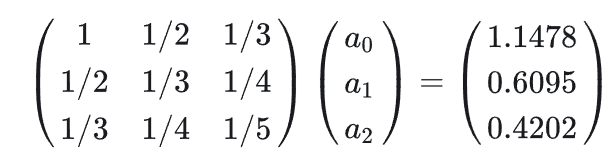 1 1/2 1/3 a₀ 1.1478
1/2 1/3 1/4 a₁ = 0.6095
1/3 1/4 1/5 a₂ 0.4202